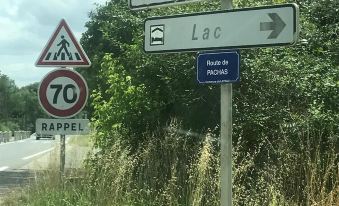 Lac
Route de
PACHAS
70
RAPPEL